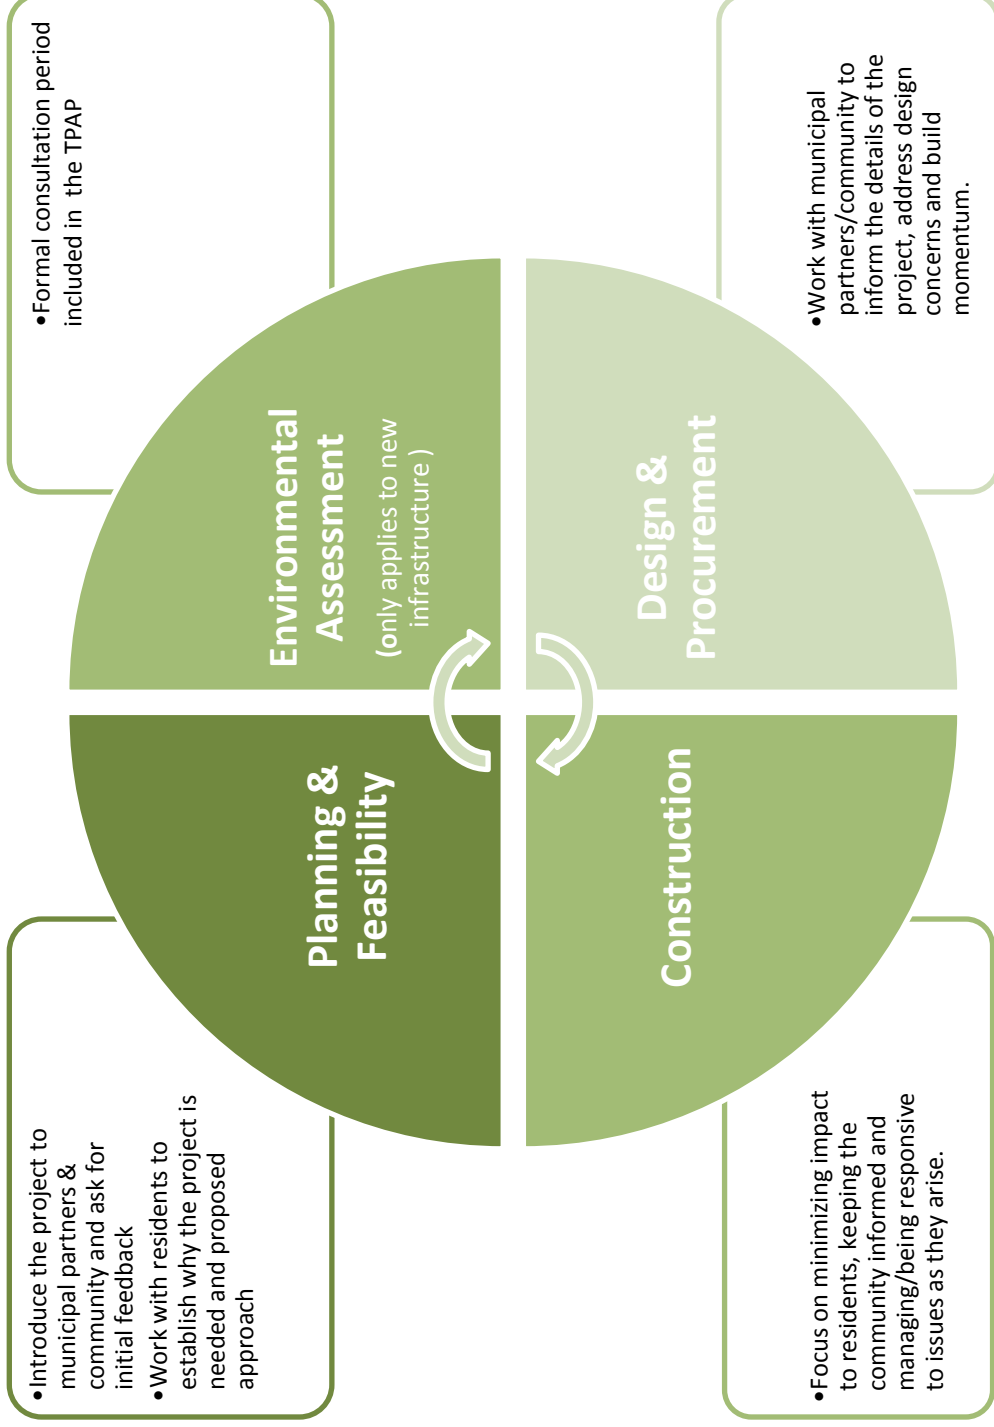 •Introduce the project to
municipal partners &
community and ask for
initial feedback
•Work with residents to
establish why the project is
needed and proposed
approach
•Formal consultation period
included in the TPAP
Planning &
Feasibility
Environmental
Assessment
(only applies to new
infrastructure )
Construction
Design &
Procurement
•Focus on minimizing impact
to residents, keeping the
community informed and
managing/being responsive
to issues as they arise.
•Work with municipal
partners/community to
inform the details of the
project, address design
concerns and build
momentum.